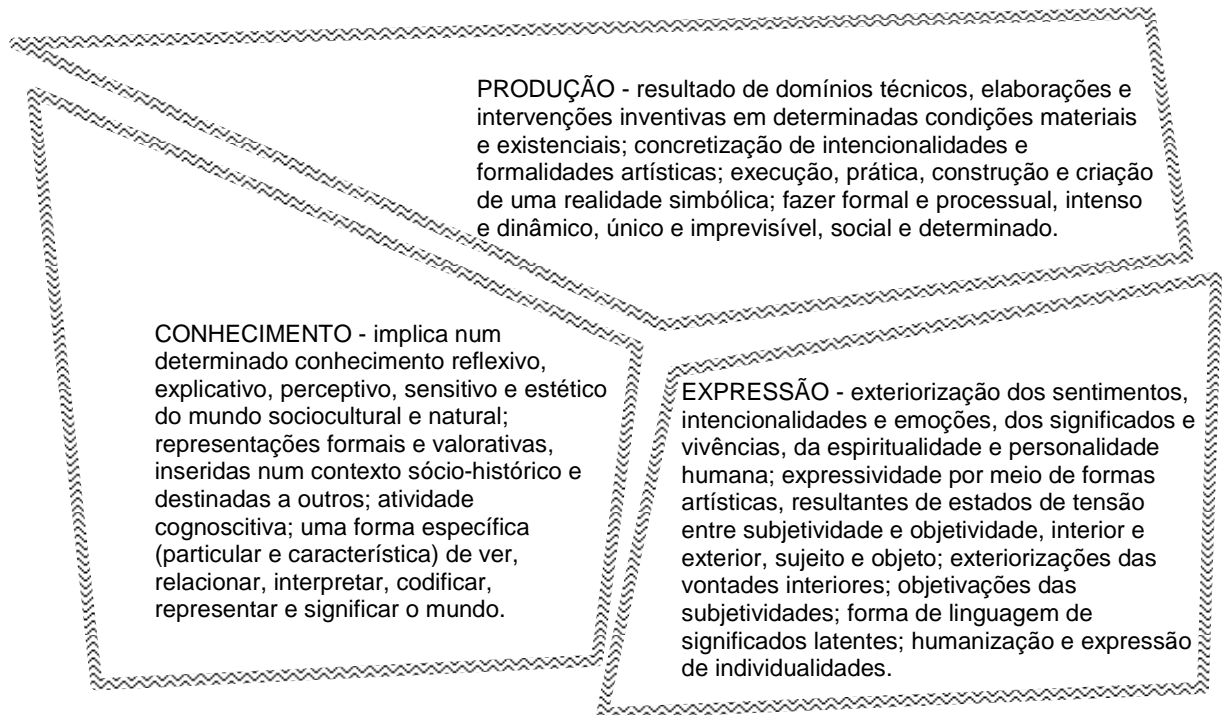 PRODUÇÃO - resultado de domínios técnicos, elaborações e
intervenções inventivas em determinadas condições materiais
e existenciais; concretização de intencionalidades e
formalidades artísticas; execução, prática, construção e criação
de uma realidade simbólica; fazer formal e processual, intenso
e dinâmico, único e imprevisível, social e determinado.
CONHECIMENTO - implica num
determinado conhecimento reflexivo,
explicativo, perceptivo, sensitivo e estético
do mundo sociocultural e natural;
representações formais e valorativas,
inseridas num contexto sócio-histórico e
destinadas a outros; atividade
cognoscitiva; uma forma específica
(particular e característica) de ver,
relacionar, interpretar, codificar,
representar e significar o mundo.
EXPRESSÃO - exteriorização dos sentimentos,
intencionalidades e emoções, dos significados e
vivências, da espiritualidade e personalidade
humana; expressividade por meio de formas
artísticas, resultantes de estados de tensão
entre subjetividade e objetividade, interior e
exterior, sujeito e objeto; exteriorizações das
vontades interiores; objetivações das
subjetividades; forma de linguagem de
significados latentes; humanização e expressão
de individualidades.